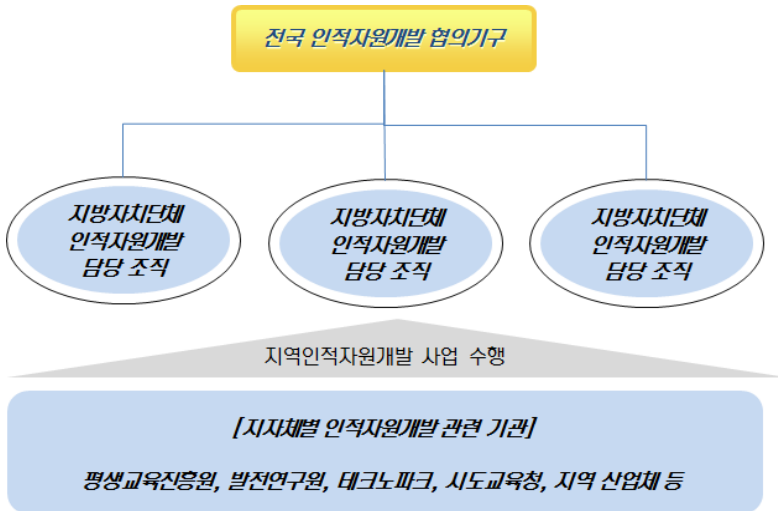 전국 인적자원개발 협의기구
지방자치단체
인적자원개발
담당 조직
지방자치단체
인적자원개발
담당 조직
지방자치단체
인적자원개발
담당 조직
지역인적자원개발 사업 수행
[지자체별 인적자원개발 관련 기관]
평생교육진흥원, 발전연구원, 테크노파크, 시도교육청, 지역 산업체 등